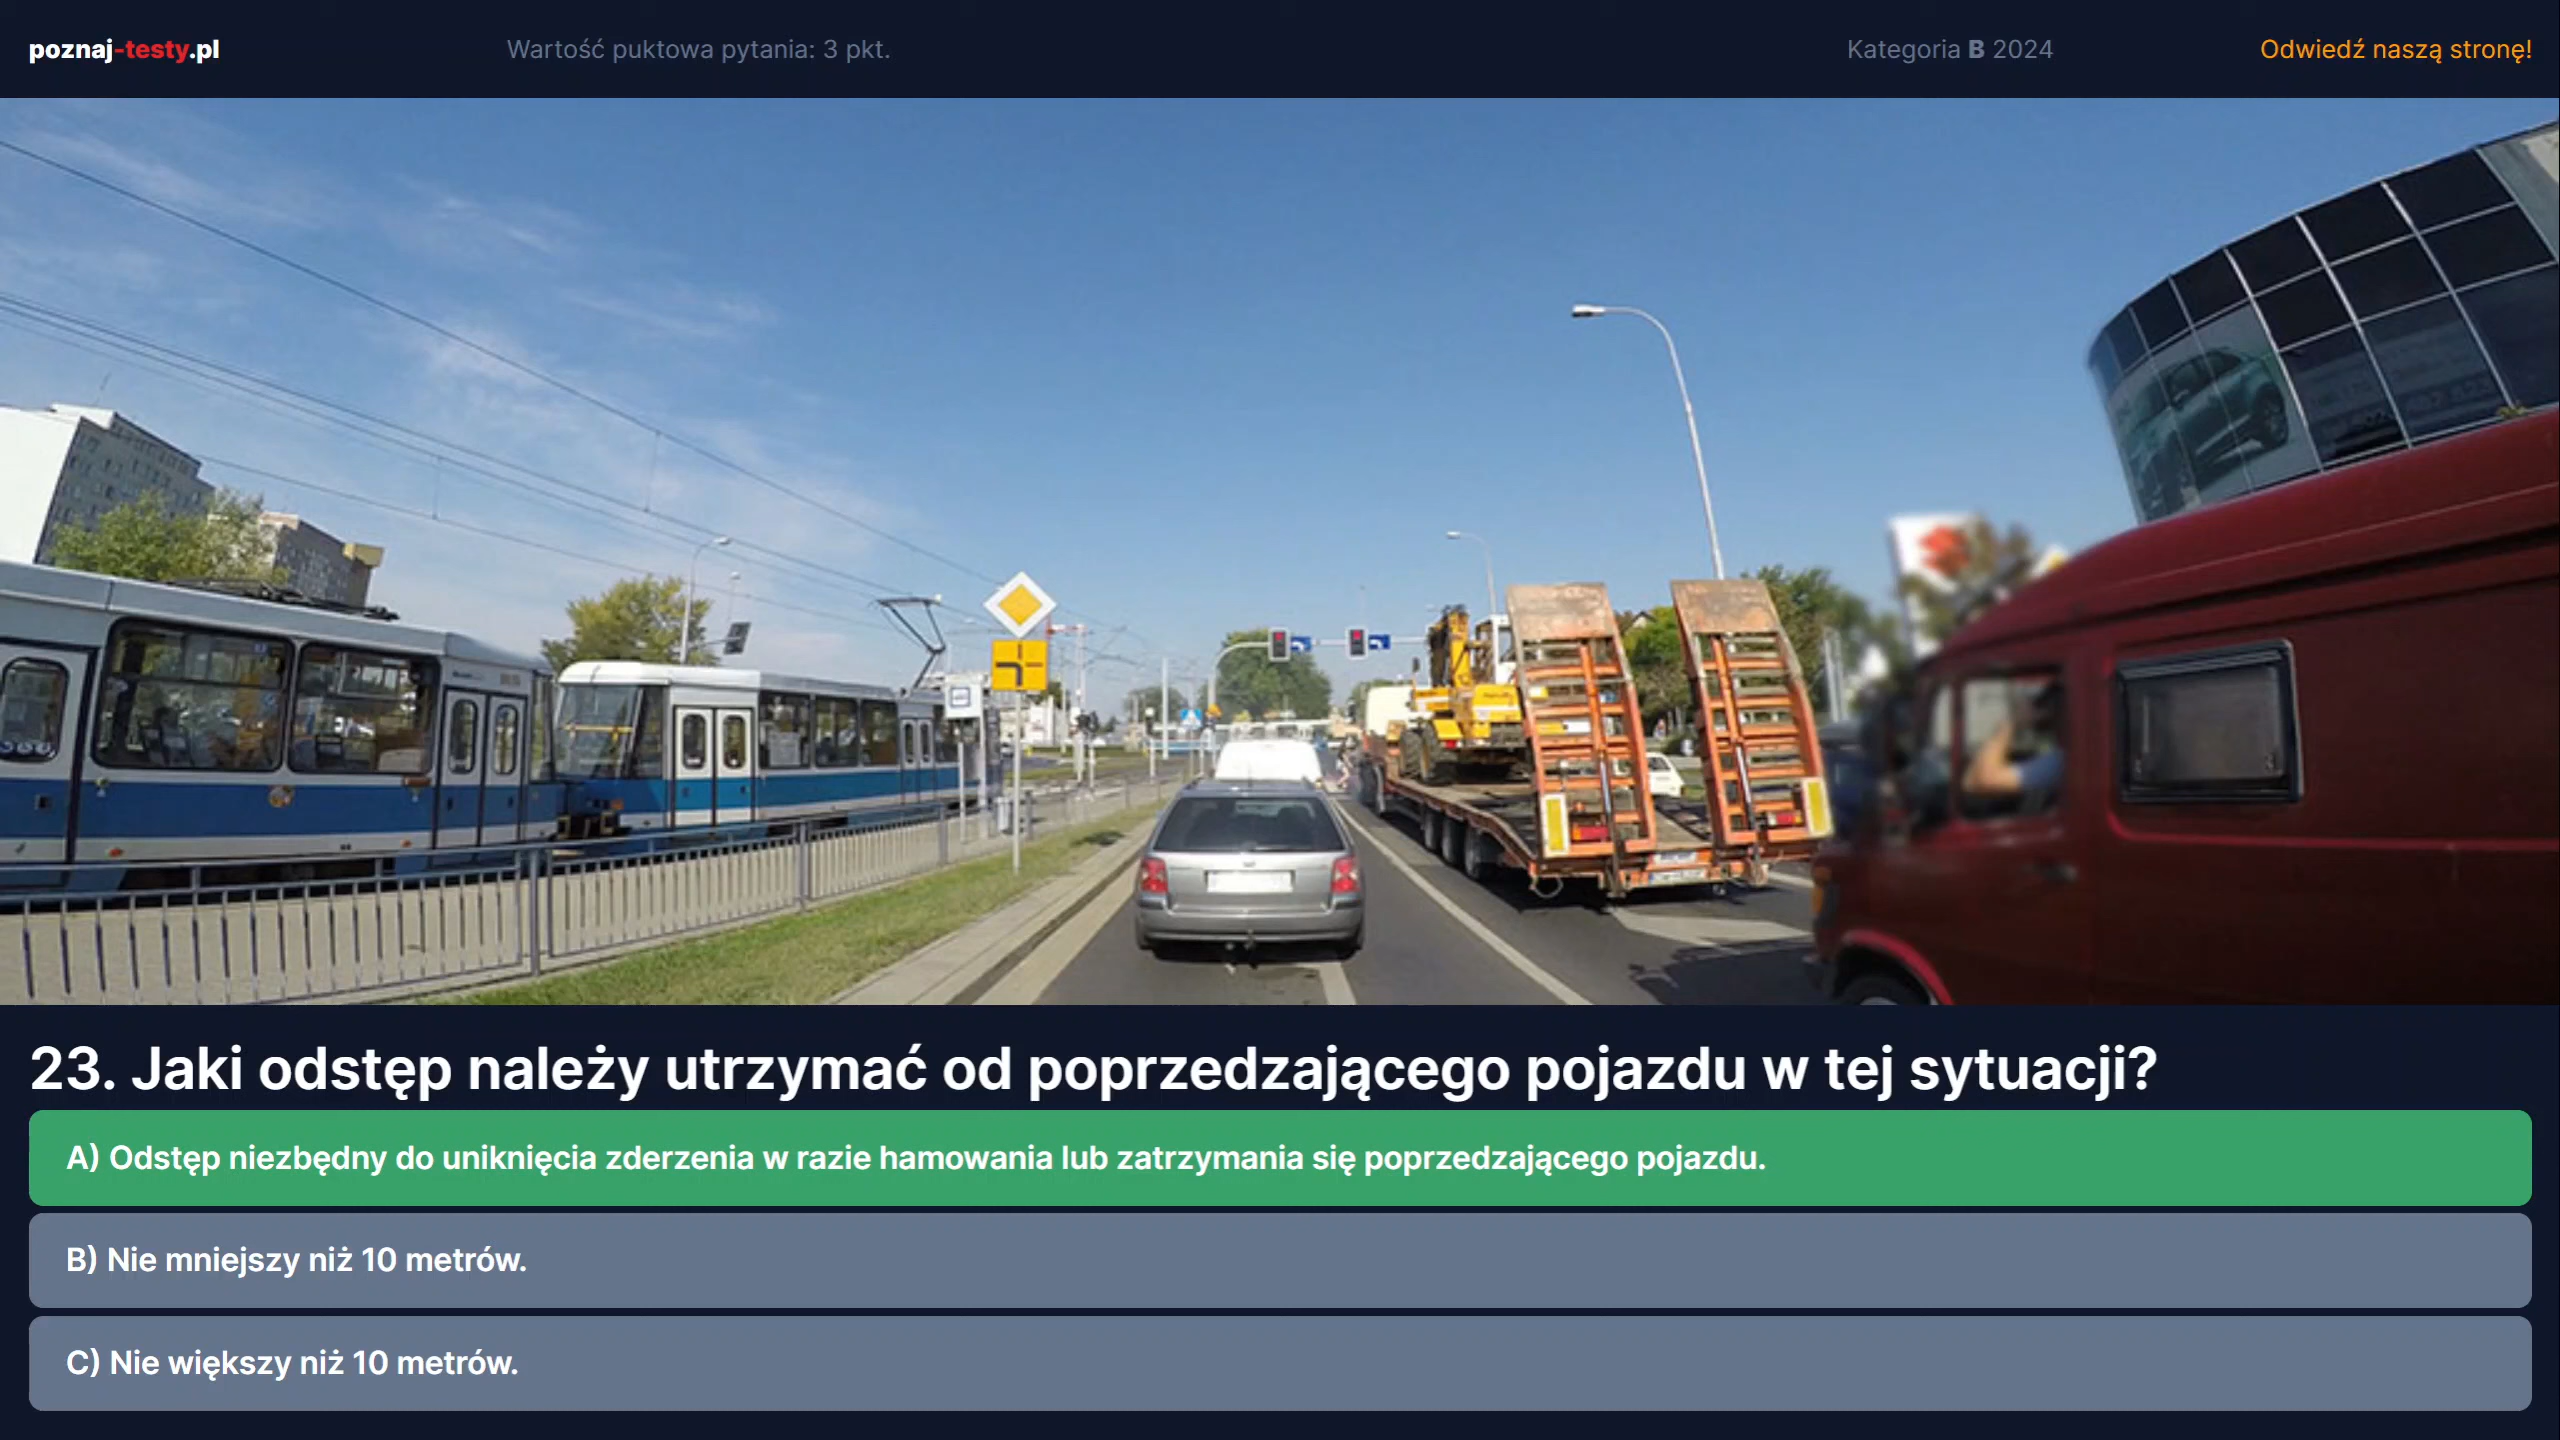 poznaj-testy.pl
Wartość puktowa pytania: 3 pkt.
Kategoria B 2024
Odwiedź naszą stronę!
23. Jaki odstęp należy utrzymać od poprzedzającego pojazdu w tej sytuacji?
A) Odstęp niezbędny do uniknięcia zderzenia w razie hamowania lub zatrzymania się poprzedzającego pojazdu.
B) Nie mniejszy niż 10 metrów.
C) Nie większy niż 10 metrów.